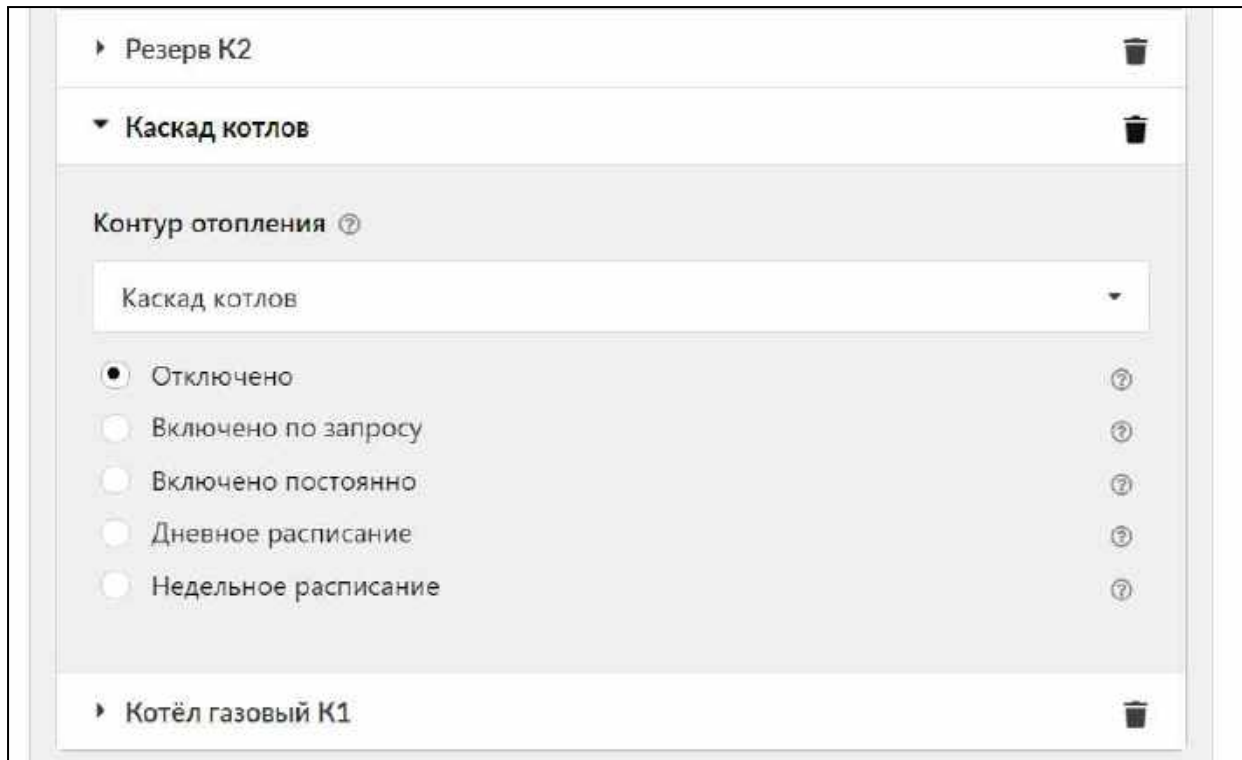 Резерв К2
Каскад котлов
Контур отопления
Каскад котлов
Отключено
Включено по запросу
Включено постоянно
Дневное расписание
Недельное расписание
Котёл газовый К1